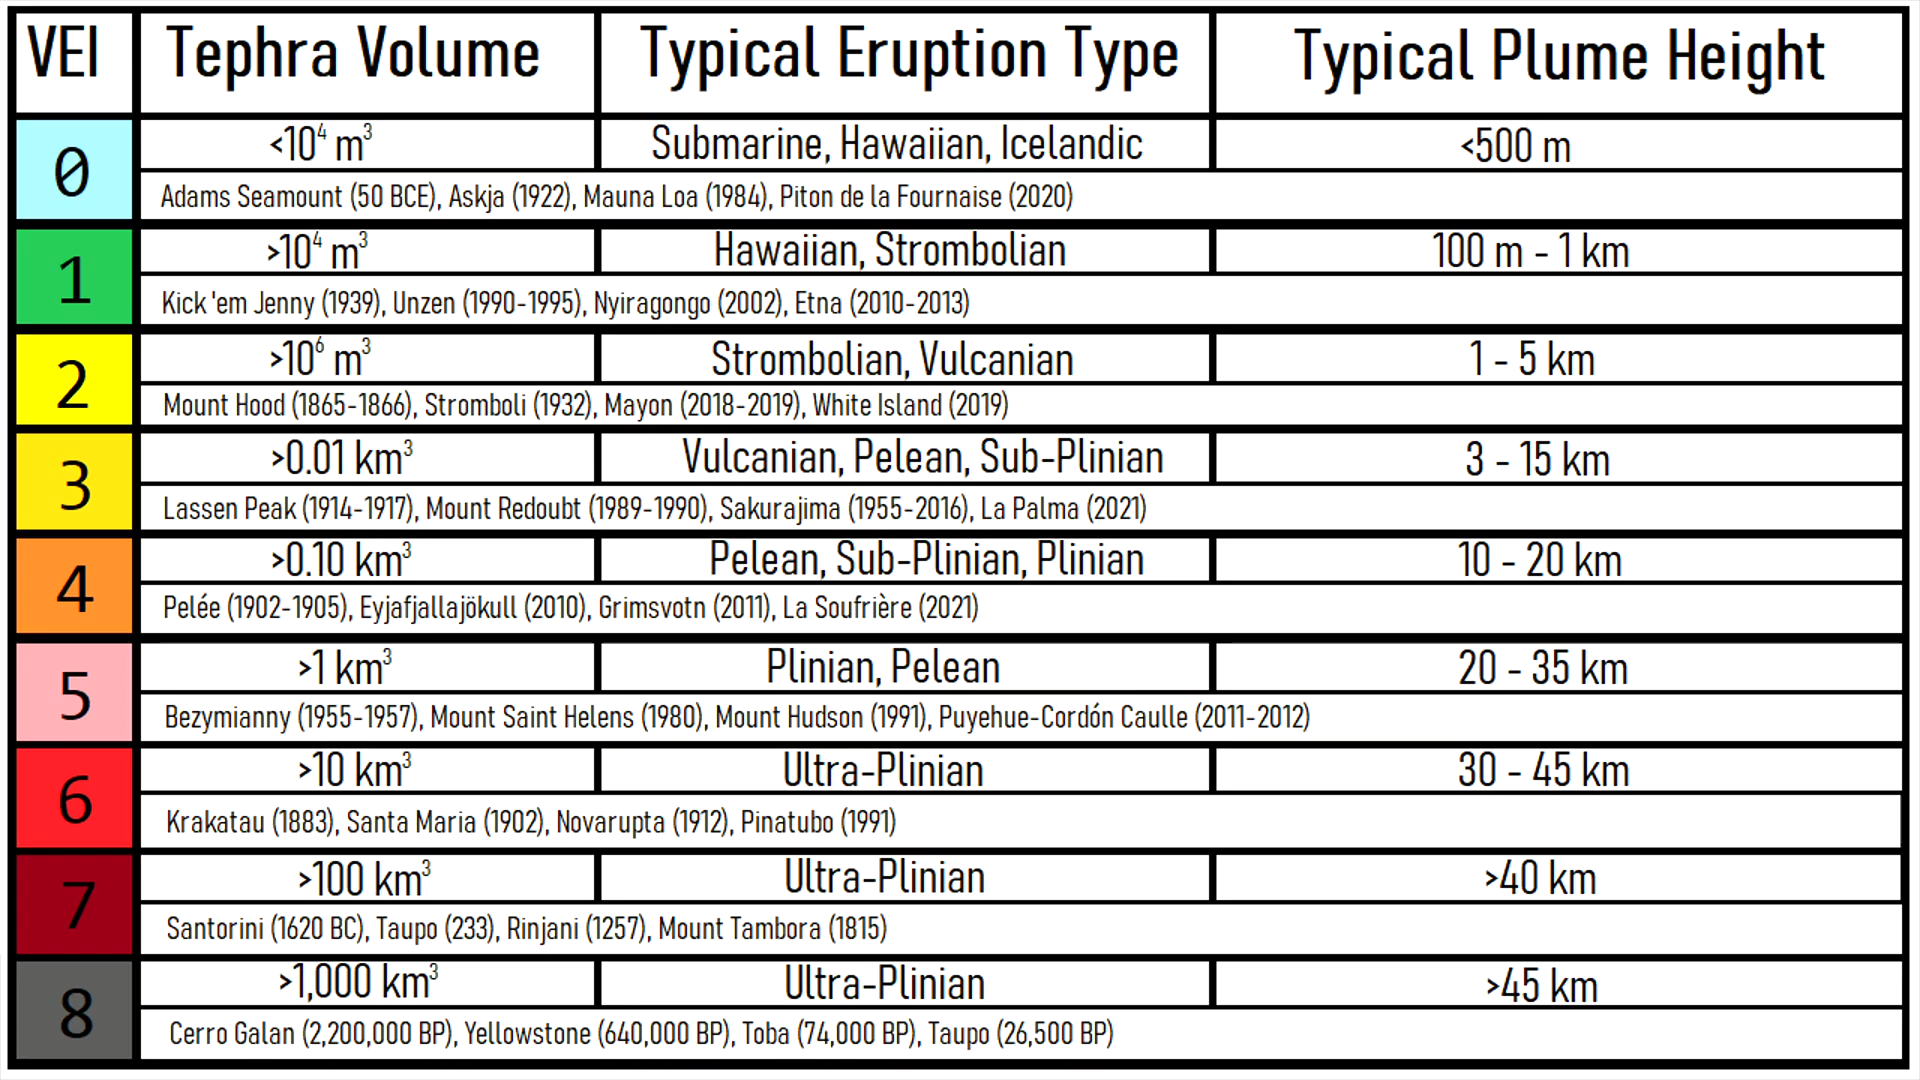 VEI Tephra Volume Typical Eruption Type Typical Plume Height
0 <10⁴ m³ Submarine, Hawaiian, Icelandic <500 m
Adams Seamount (50 BCE), Askja (1922), Mauna Loa (1984), Piton de la Fournaise (2020)
1 >10⁴ m³ Hawaiian, Strombolian 100 m - 1 km
Kick 'em Jenny (1939), Unzen (1990-1995), Nyiragongo (2002), Etna (2010-2013)
2 >10⁶ m³ Strombolian, Vulcanian 1 - 5 km
Mount Hood (1865-1866), Stromboli (1932), Mayon (2018-2019), White Island (2019)
3 >0.01 km³ Vulcanian, Pelean, Sub-Plinian 3 - 15 km
Lassen Peak (1914-1917), Mount Redoubt (1989-1990), Sakurajima (1955-2016), La Palma (2021)
4 >0.10 km³ Pelean, Sub-Plinian, Plinian 10 - 20 km
Pelée (1902-1905), Eyjafjallajökull (2010), Grimsvotn (2011), La Soufrière (2021)
5 >1 km³ Plinian, Pelean 20 - 35 km
Bezymianny (1955-1957), Mount Saint Helens (1980), Mount Hudson (1991), Puyehue-Cordón Caulle (2011-2012)
6 >10 km³ Ultra-Plinian 30 - 45 km
Krakatau (1883), Santa Maria (1902), Novarupta (1912), Pinatubo (1991)
7 >100 km³ Ultra-Plinian >40 km
Santorini (1620 BC), Taupo (233), Rinjani (1257), Mount Tambora (1815)
8 >1,000 km³ Ultra-Plinian >45 km
Cerro Galan (2,200,000 BP), Yellowstone (640,000 BP), Toba (74,000 BP), Taupo (26,500 BP)